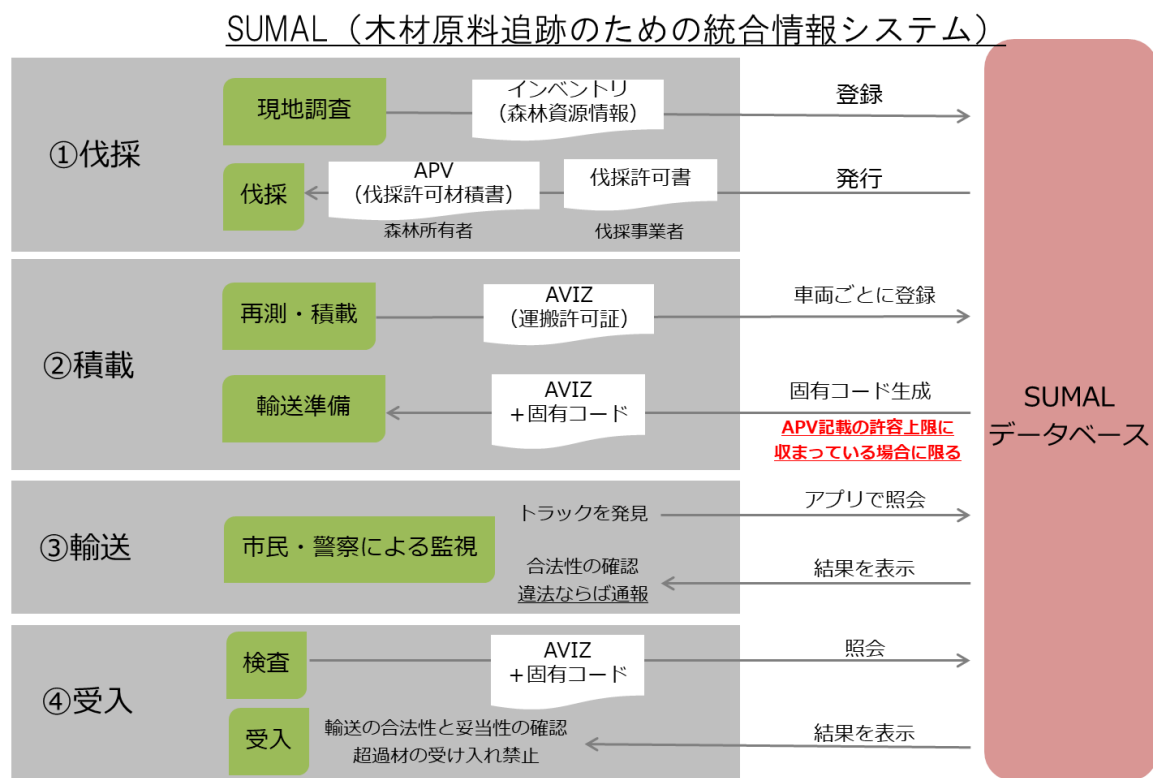 SUMAL（木材原料追跡のための統合情報システム）
①伐採
現地調査
インベントリ
（森林資源情報）
登録
伐採
APV
（伐採許可材積書）
森林所有者
伐採許可書
伐採事業者
発行
②積載
再測・積載
AVIZ
（運搬許可証）
車両ごとに登録
輸送準備
AVIZ
＋固有コード
固有コード生成
APV記載の許容上限に
収まっている場合に限る
SUMAL
データベース
③輸送
市民・警察による監視
トラックを発見
アプリで照会
合法性の確認
違法ならば通報
結果を表示
④受入
検査
AVIZ
＋固有コード
照会
受入
輸送の合法性と妥当性の確認
超過材の受け入れ禁止
結果を表示